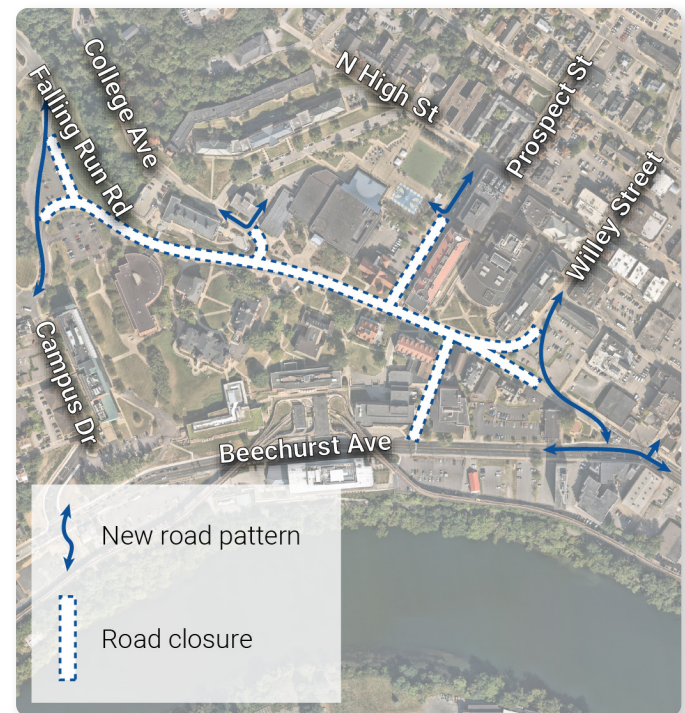 College Ave
Falling Run Rd
N High St
Prospect St
Willey Street
Campus Dr
Beechurst Ave
New road pattern
Road closure